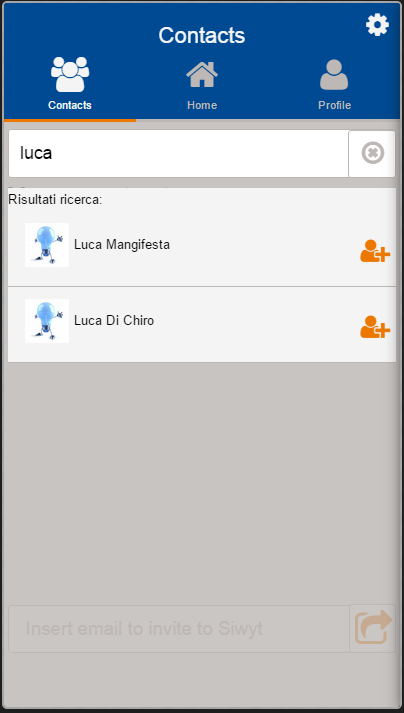 Contacts
Contacts Home Profile
luca
Risultati ricerca:
Luca Mangifesta
Luca Di Chiro
Insert email to invite to Siwyt